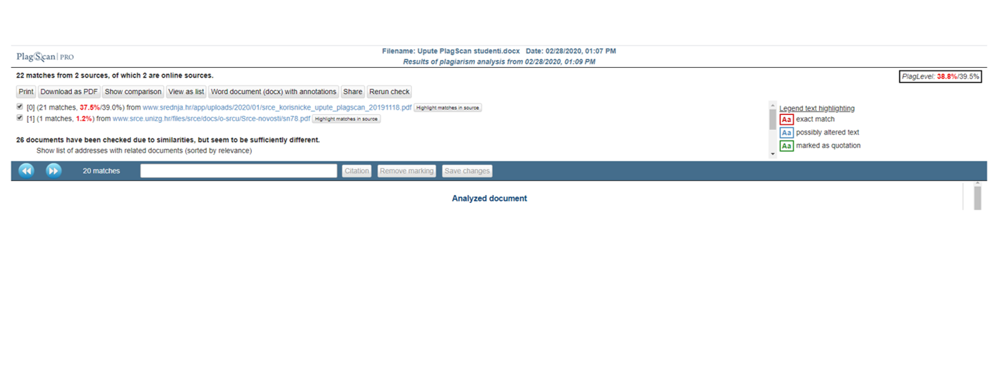 PlagScan | PRO
Filename: Upute PlagScan studenti.docx Date: 02/28/2020, 01:07 PM
Results of plagiarism analysis from 02/28/2020, 01:09 PM
22 matches from 2 sources, of which 2 are online sources.
PlagLevel: 38.8%/39.5%
Print Download as PDF Show comparison View as list Word document (docx) with annotations Share Rerun check
[0] (21 matches, 37.5%/39.0%) from www.srednja.hr/app/uploads/2020/01/srce_korisnicke_upute_plagscan_20191118.pdf Highlight matches in source
[1] (1 matches, 1.2%) from www.srce.unizg.hr/files/srce/docs/o-srcu/Srce-novosti/sn78.pdf Highlight matches in source
26 documents have been checked due to similarities, but seem to be sufficiently different.
Show list of addresses with related documents (sorted by relevance)
Legend text highlighting
Aa exact match
Aa possibly altered text
Aa marked as quotation
20 matches Citation Remove marking Save changes
Analyzed document